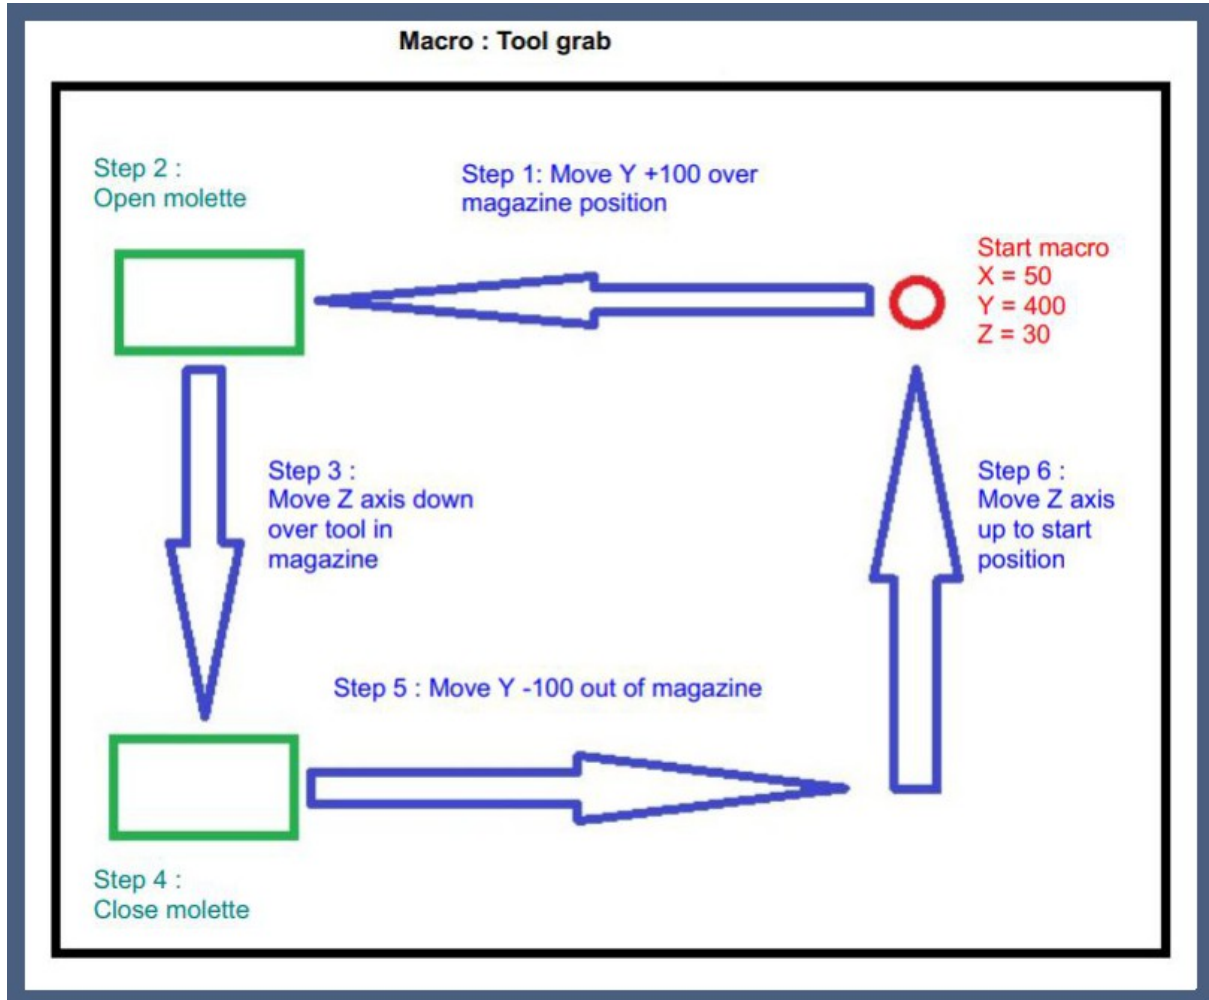 Macro : Tool grab
Step 2 :
Open molette
Step 1: Move Y +100 over
magazine position
Start macro
X = 50
Y = 400
Z = 30
Step 3 :
Move Z axis down
over tool in
magazine
Step 6 :
Move Z axis
up to start
position
Step 5 : Move Y -100 out of magazine
Step 4 :
Close molette